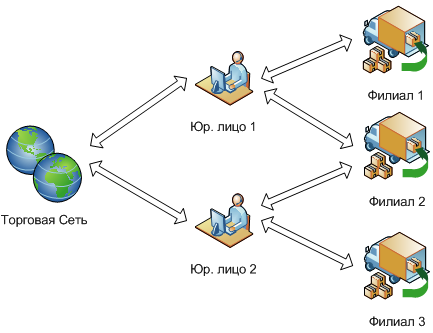 Филиал 1
Юр. лицо 1
Филиал 2
Торговая Сеть
Юр. лицо 2
Филиал 3